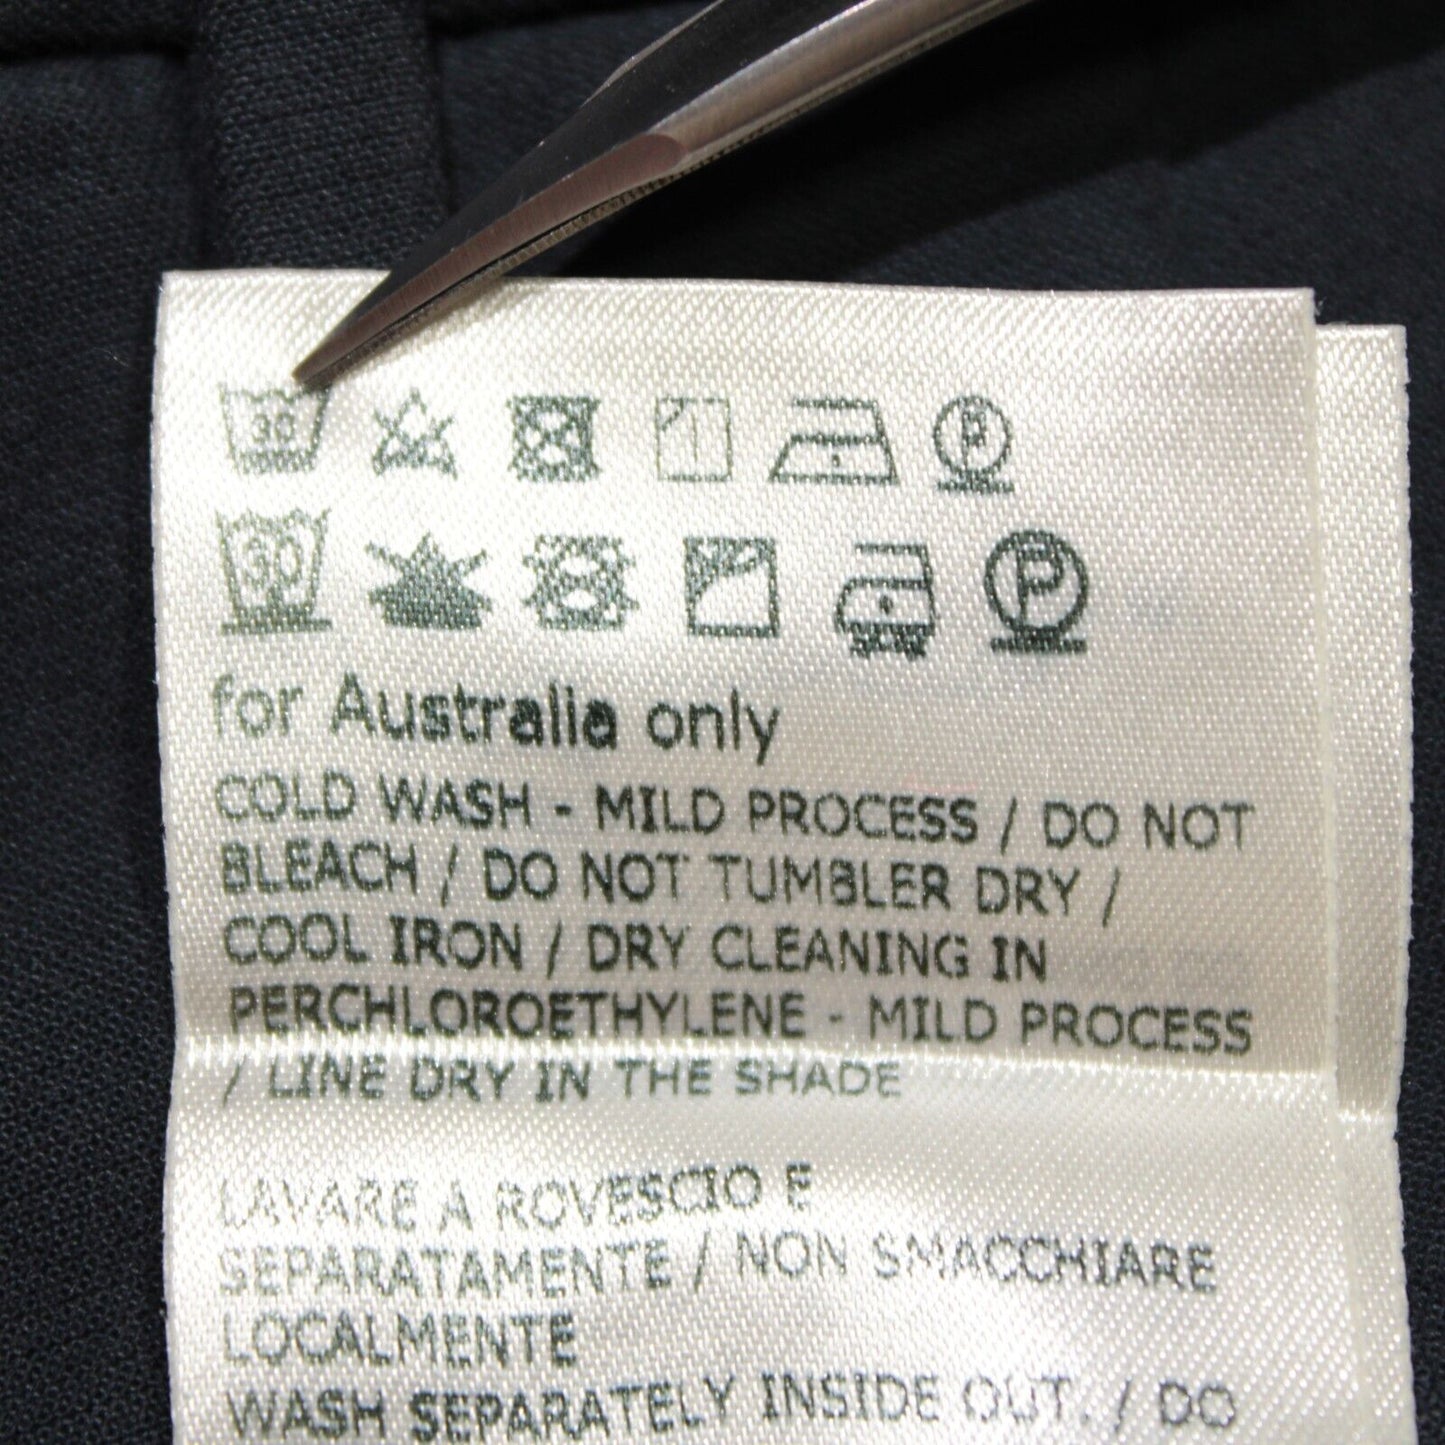 30
P
30
P
for Australia only
COLD WASH - MILD PROCESS / DO NOT
BLEACH / DO NOT TUMBLER DRY /
COOL IRON / DRY CLEANING IN
PERCHLOROETHYLENE - MILD PROCESS
/ LINE DRY IN THE SHADE
LAVARE A ROVESCIO E
SEPARATAMENTE / NON SMACCHIARE
LOCALMENTE
WASH SEPARATELY INSIDE OUT. / DO